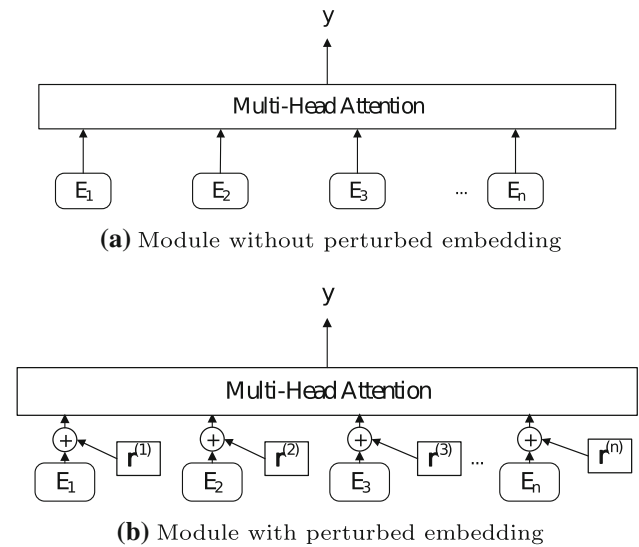 y
Multi-Head Attention
E1 E2 E3 ... En
(a) Module without perturbed embedding
y
Multi-Head Attention
+ r(1) + r(2) + r(3) ... + r(n)
E1 E2 E3 En
(b) Module with perturbed embedding